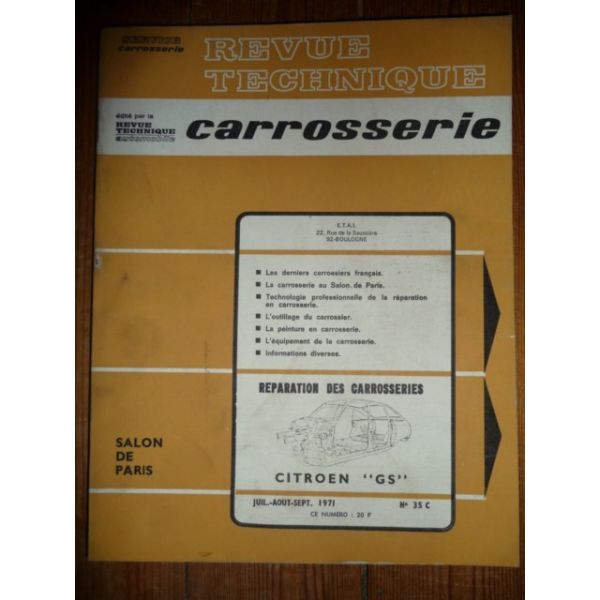 SERVICE
carrosserie
REVUE
TECHNIQUE
édité par la
REVUE
TECHNIQUE
automobile
carrosserie
E.T.A.I.
22, Rue de la Saussière
92-BOULOGNE
■ Les derniers carrossiers français.
■ La carrosserie au Salon de Paris.
■ Technologie professionnelle de la réparation
en carrosserie.
■ L'outillage du carrossier.
■ La peinture en carrosserie.
■ L'équipement de la carrosserie.
■ Informations diverses.
REPARATION DES CARROSSERIES
CITROEN "GS"
SALON
DE
PARIS
JUIL.-AOUT-SEPT. 1971 N° 35 C
CE NUMERO : 20 F